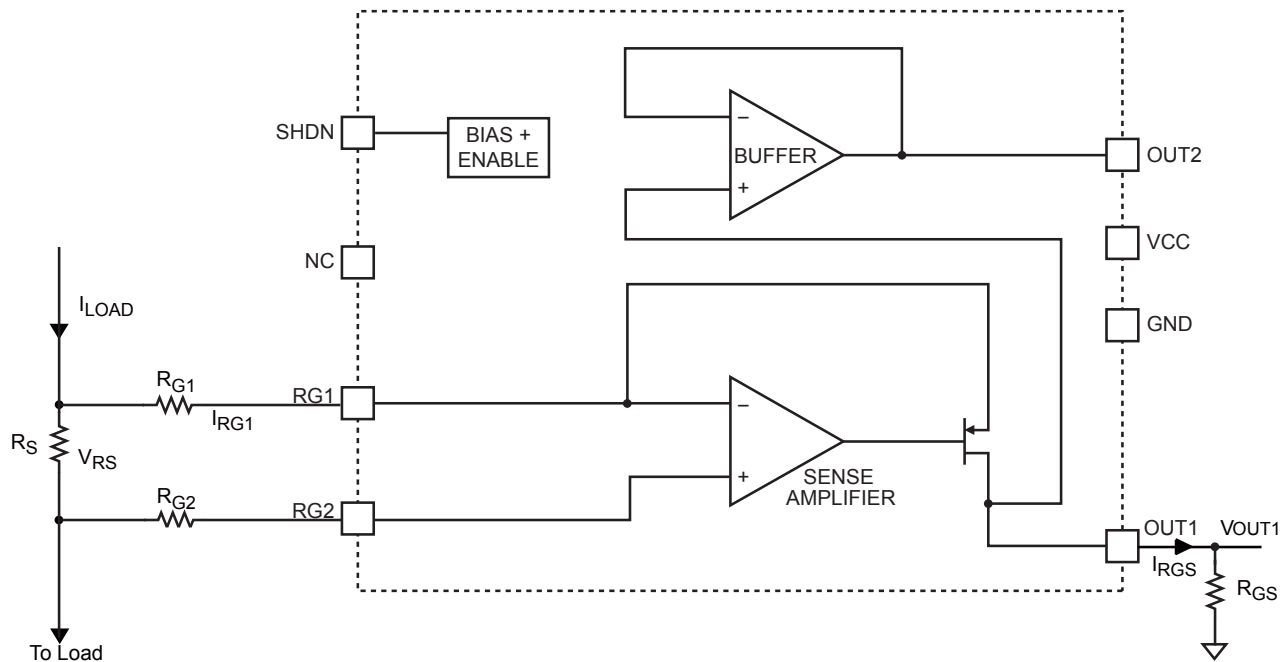 SHDN
BIAS +
ENABLE
−
BUFFER
+
OUT2
VCC
NC
GND
ILOAD
RG1
IRG1
RG1
−
RS
VRS
RG2
RG2
+
SENSE
AMPLIFIER
OUT1
VOUT1
IRGS
RGS
To Load